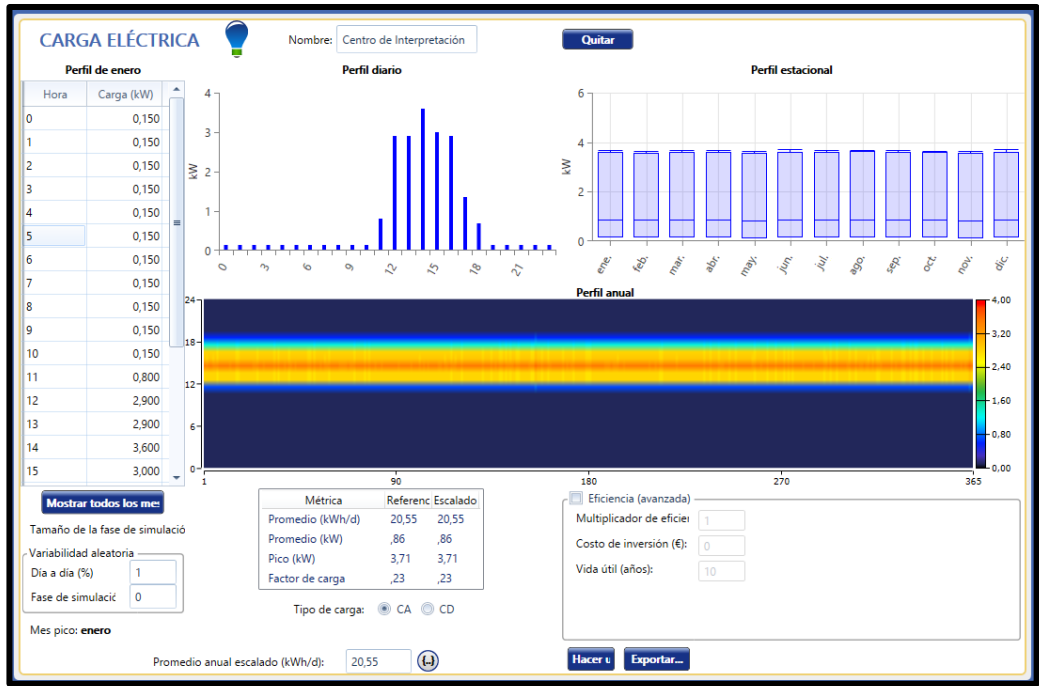 CARGA ELÉCTRICA
Nombre: Centro de Interpretación
Quitar
Perfil de enero
Hora Carga (kW)
0 0,150
1 0,150
2 0,150
3 0,150
4 0,150
5 0,150
6 0,150
7 0,150
8 0,150
9 0,150
10 0,150
11 0,800
12 2,900
13 2,900
14 3,600
15 3,000
Mostrar todos los me:
Tamaño de la fase de simulació
Variabilidad aleatoria
Día a día (%) 1
Fase de simulació 0
Mes pico: enero
Perfil diario
kW
4
3
2
1
0
0 3 6 9 12 15 18 21
Perfil estacional
kW
6
4
2
0
ene. feb. mar. abr. may. jun. jul. ago. sep. oct. nov. dic.
Perfil anual
24
18
12
6
0
1 90 180 270 365
4,00
3,20
2,40
1,60
0,80
0,00
Métrica Referenc Escalado
Promedio (kWh/d) 20,55 20,55
Promedio (kW) ,86 ,86
Pico (kW) 3,71 3,71
Factor de carga ,23 ,23
Tipo de carga: CA CD
Promedio anual escalado (kWh/d): 20,55 {..}
Eficiencia (avanzada)
Multiplicador de eficier 1
Costo de inversión (€): 0
Vida útil (años): 10
Hacer u
Exportar...